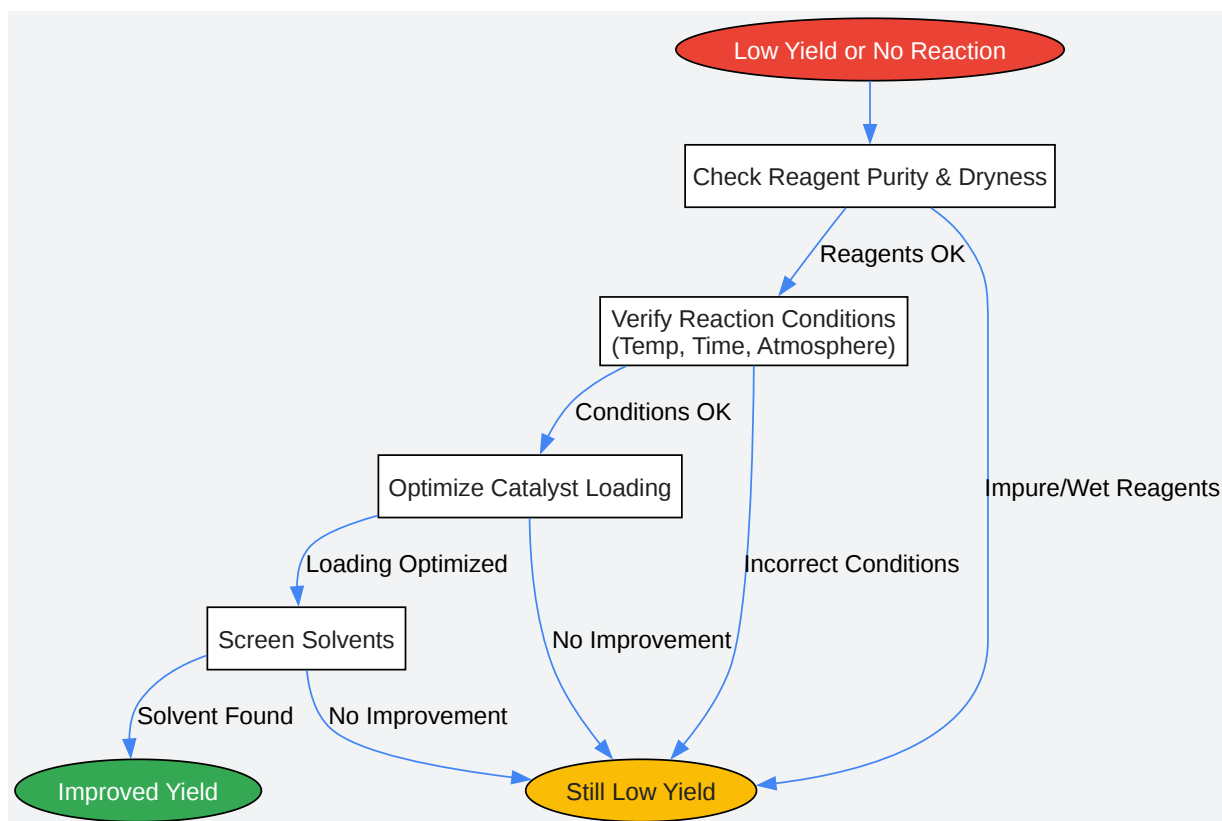 Low Yield or No Reaction
Check Reagent Purity & Dryness
Reagents OK
Verify Reaction Conditions
(Temp, Time, Atmosphere)
Conditions OK
Optimize Catalyst Loading
Impure/Wet Reagents
Loading Optimized
Incorrect Conditions
Screen Solvents
No Improvement
Solvent Found
No Improvement
Improved Yield
Still Low Yield